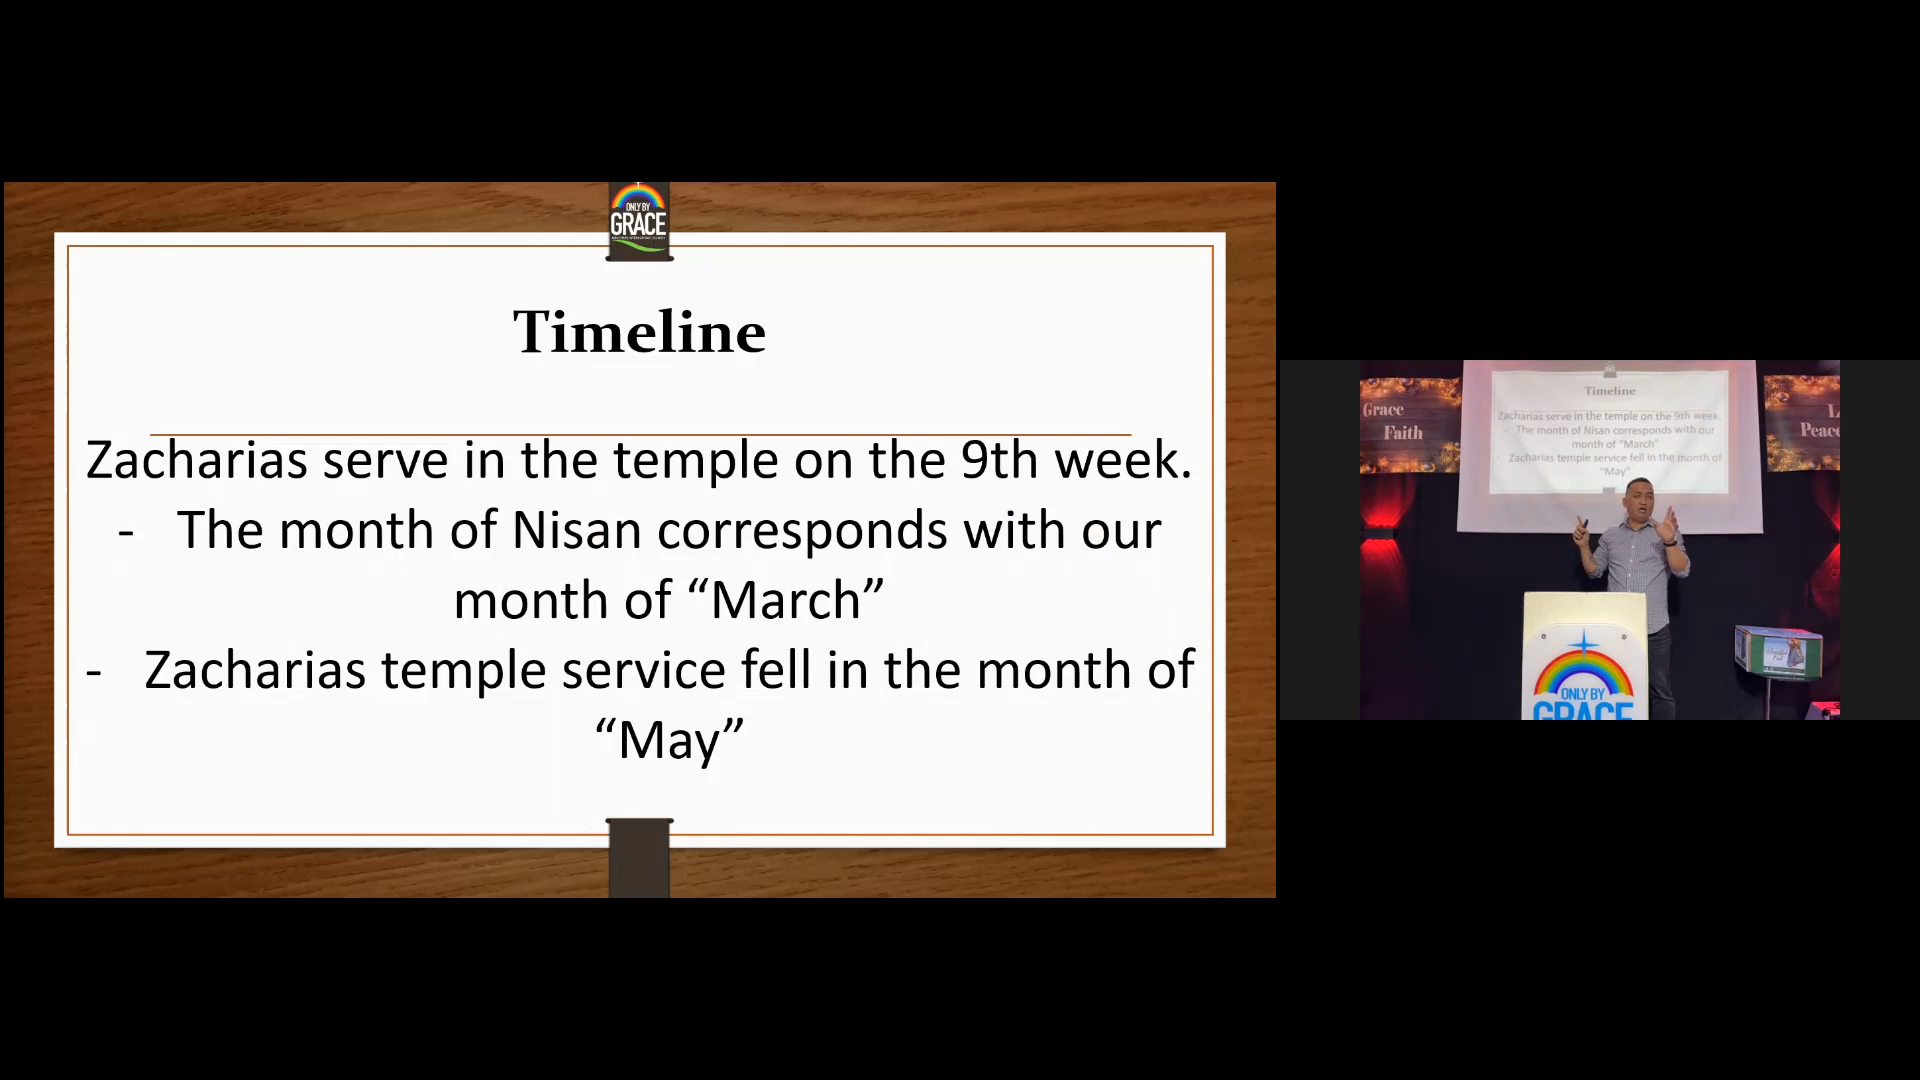 ONLY BY
GRACE
Timeline
Zacharias serve in the temple on the 9th week.
- The month of Nisan corresponds with our
month of “March”
- Zacharias temple service fell in the month of
“May”
Grace
Faith
Timeline
Zacharias serve in the temple on the 9th week.
- The month of Nisan corresponds with our
month of “March”
- Zacharias temple service fell in the month of
“May”
Peace
ONLY BY
GRACE